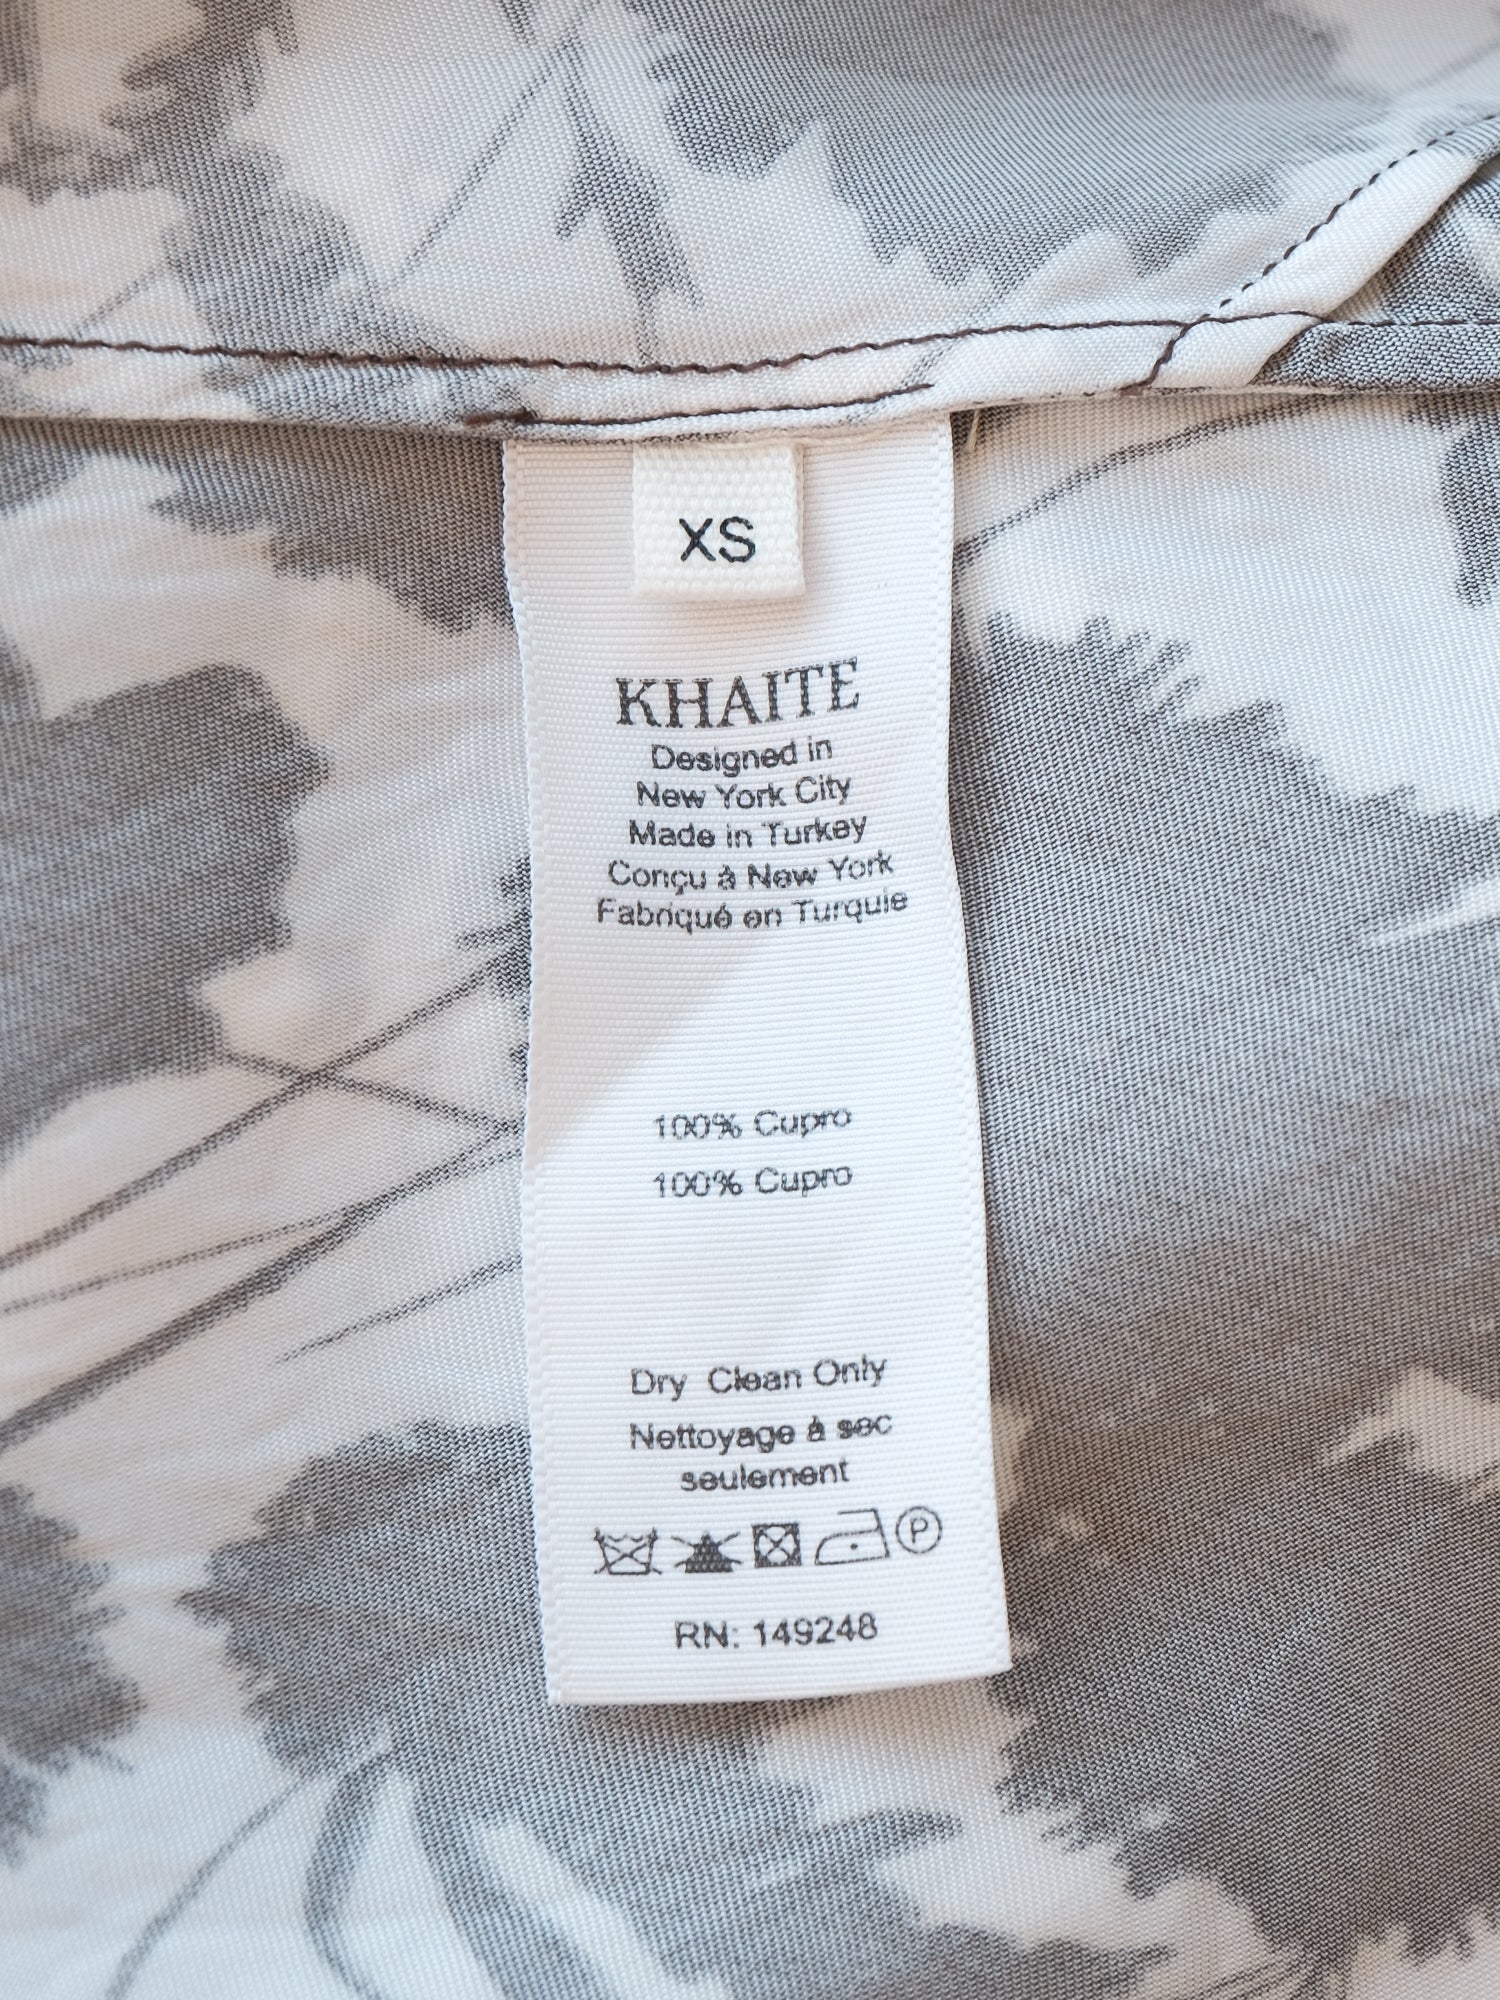 XS
KHAITE
Designed in
New York City
Made in Turkey
Conçu à New York
Fabriqué en Turquie
100% Cupro
100% Cupro
Dry Clean Only
Nettoyage à sec
seulement
P
RN: 149248